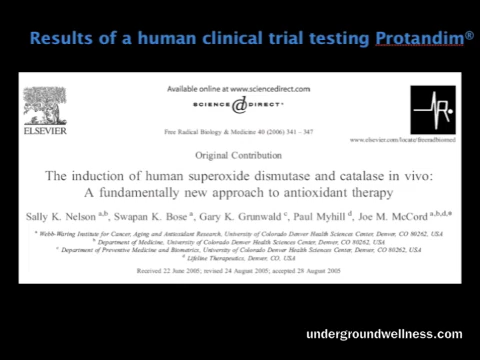 Results of a human clinical trial testing Protandim®
Available online at www.sciencedirect.com
SCIENCE DIRECT®
ELSEVIER
Free Radical Biology & Medicine 40 (2006) 341 – 347
www.elsevier.com/locate/freeradbiomed
Original Contribution
The induction of human superoxide dismutase and catalase in vivo:
A fundamentally new approach to antioxidant therapy
Sally K. Nelson a,b, Swapan K. Bose a, Gary K. Grunwald c, Paul Myhill d, Joe M. McCord a,b,d,*
a Webb-Waring Institute for Cancer, Aging and Antioxidant Research, University of Colorado Denver Health Sciences Center, Denver, CO 80262, USA
b Department of Medicine, University of Colorado Denver Health Sciences Center, Denver, CO 80262, USA
c Department of Preventive Medicine and Biometrics, University of Colorado Denver Health Sciences Center, Denver, CO 80262, USA
d Lifeline Therapeutics, Denver, CO, USA
Received 22 June 2005; revised 24 August 2005; accepted 28 August 2005
undergroundwellness.com